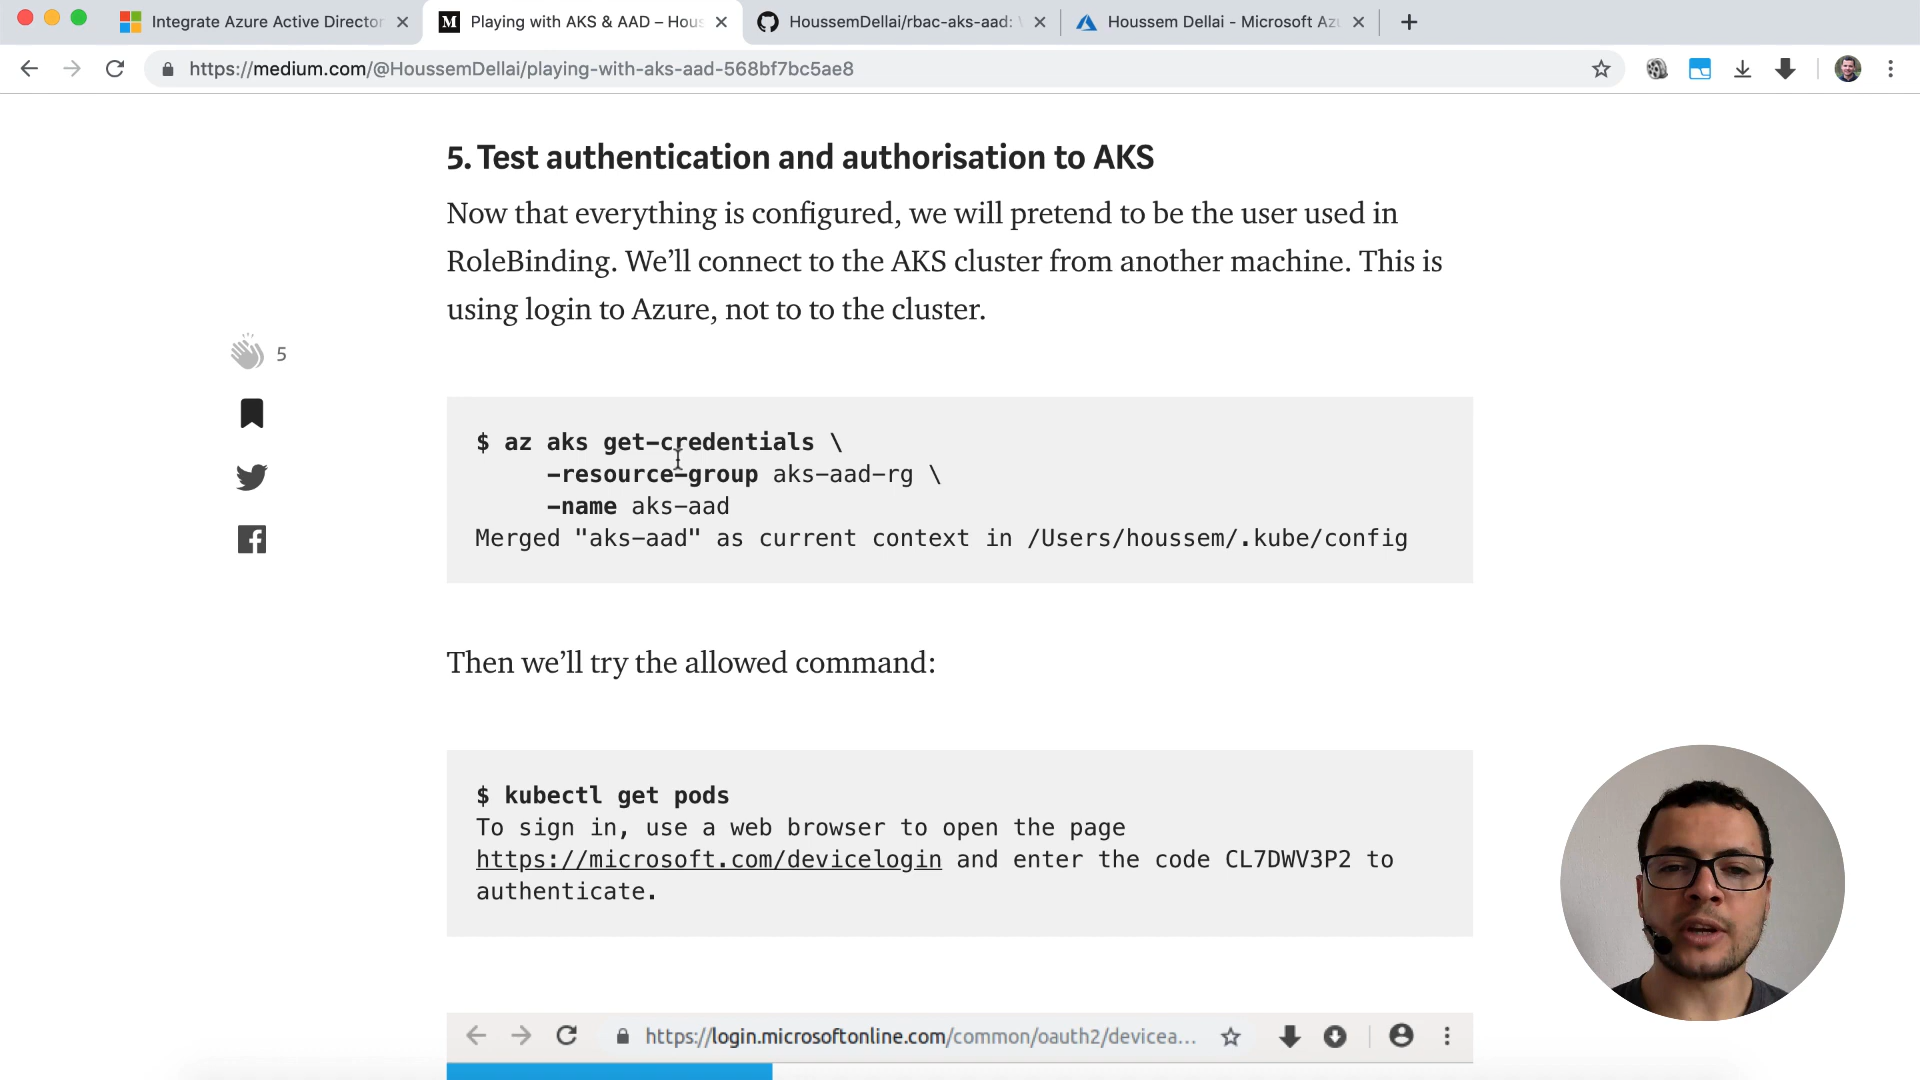 Integrate Azure Active Director
Playing with AKS & AAD – Hous
HoussemDellai/rbac-aks-aad:
Houssem Dellai - Microsoft Azu
https://medium.com/@HoussemDellai/playing-with-aks-aad-568bf7bc5ae8
5. Test authentication and authorisation to AKS
Now that everything is configured, we will pretend to be the user used in
RoleBinding. We’ll connect to the AKS cluster from another machine. This is
using login to Azure, not to to the cluster.
5
$ az aks get-credentials \
–resource-group aks-aad-rg \
–name aks-aad
Merged "aks-aad" as current context in /Users/houssem/.kube/config
Then we’ll try the allowed command:
$ kubectl get pods
To sign in, use a web browser to open the page
https://microsoft.com/devicelogin and enter the code CL7DWV3P2 to
authenticate.
https://login.microsoftonline.com/common/oauth2/devicea...